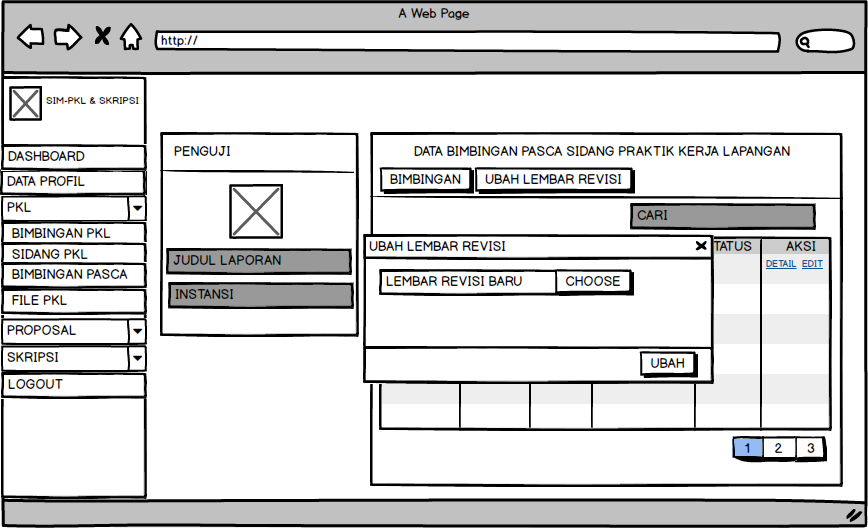 A Web Page
http://
SIM-PKL & SKRIPSI
DASHBOARD
DATA PROFIL
PKL
BIMBINGAN PKL
SIDANG PKL
BIMBINGAN PASCA
FILE PKL
PROPOSAL
SKRIPSI
LOGOUT
PENGUJI
JUDUL LAPORAN
INSTANSI
DATA BIMBINGAN PASCA SIDANG PRAKTIK KERJA LAPANGAN
BIMBINGAN UBAH LEMBAR REVISI
CARI
TATUS AKSI
DETAIL EDIT
UBAH LEMBAR REVISI
LEMBAR REVISI BARU CHOOSE
UBAH
1 2 3